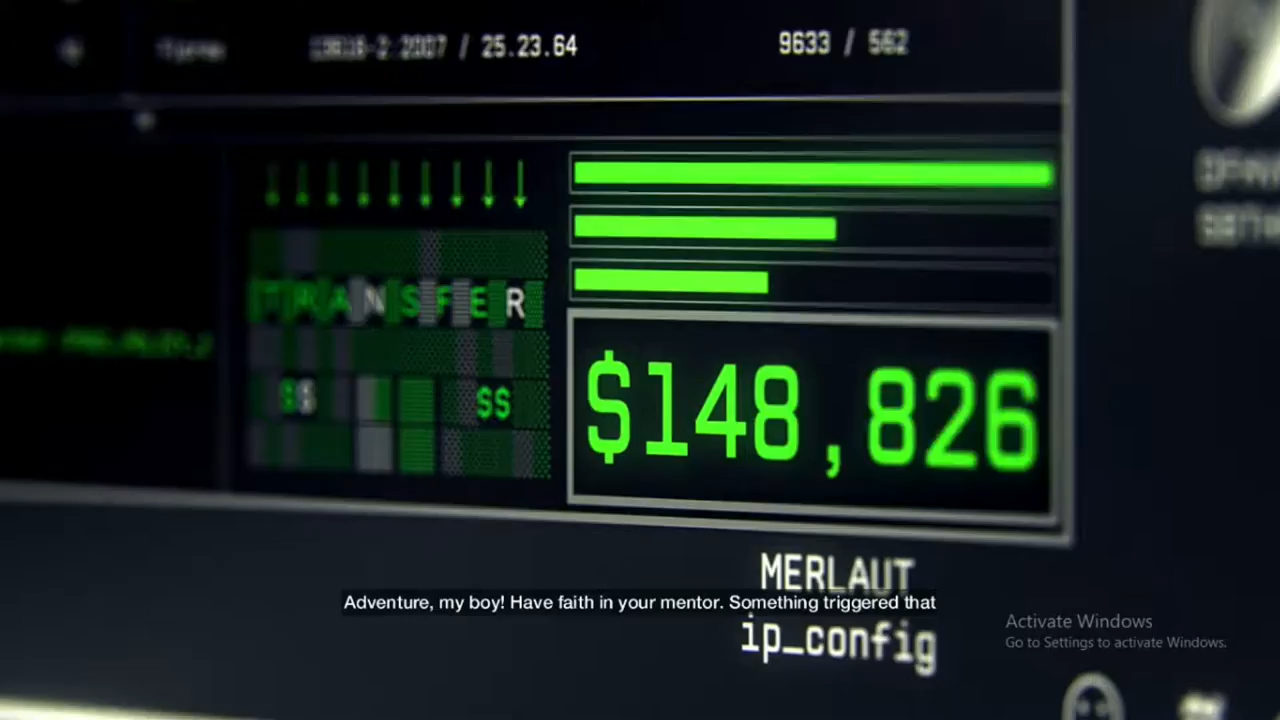 / 25.23.64
9633 / 562
TRANSFER
$$ $$
$148,826
MERLAUT
Adventure, my boy! Have faith in your mentor. Something triggered that
ip_config
Activate Windows
Go to Settings to activate Windows.